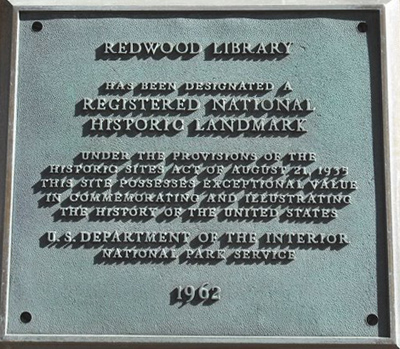 REDWOOD LIBRARY
HAS BEEN DESIGNATED A
REGISTERED NATIONAL
HISTORIC LANDMARK
UNDER THE PROVISIONS OF THE
HISTORIC SITES ACT OF AUGUST 21, 1935
THIS SITE POSSESSES EXCEPTIONAL VALUE
IN COMMEMORATING AND ILLUSTRATING
THE HISTORY OF THE UNITED STATES
U.S. DEPARTMENT OF THE INTERIOR
NATIONAL PARK SERVICE
1962